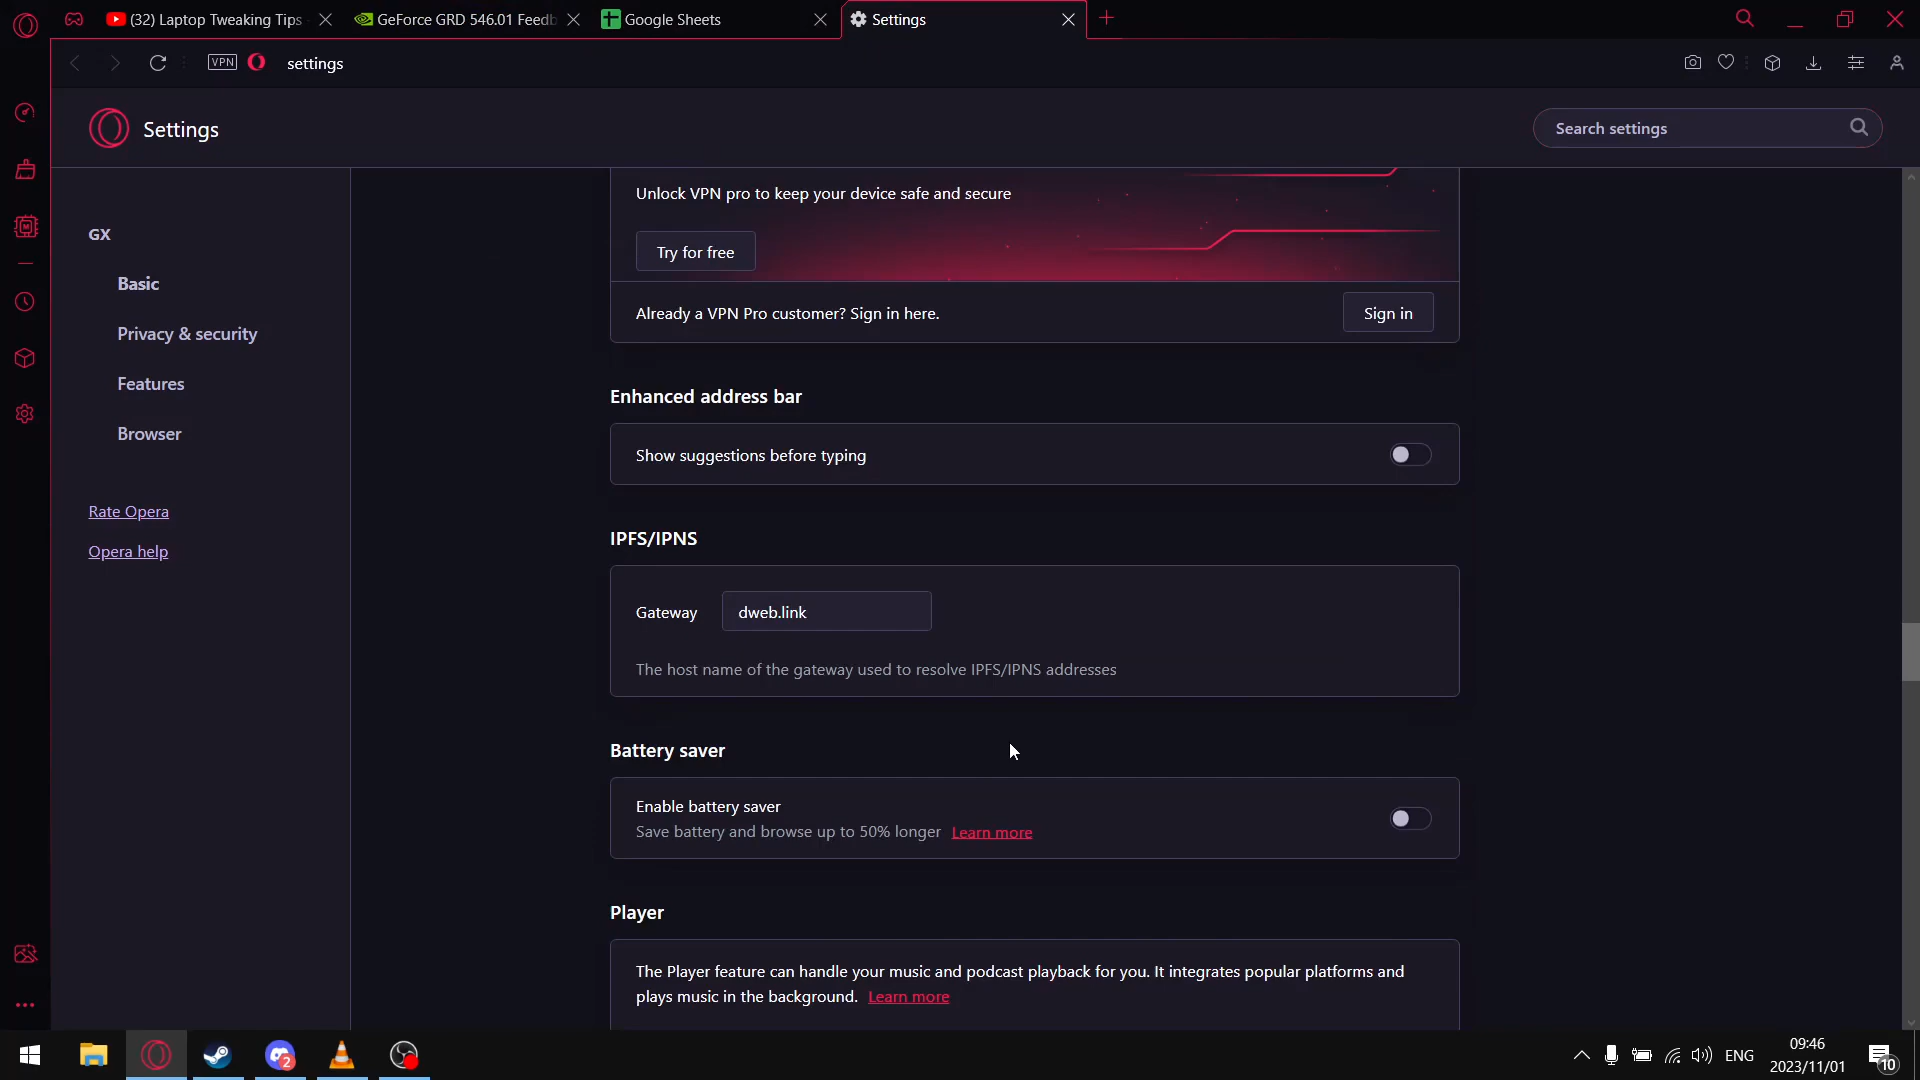 (32) Laptop Tweaking Tips
GeForce GRD 546.01 Feedb
Google Sheets
Settings
VPN
settings
Settings
Search settings
GX
Basic
Privacy & security
Features
Browser
Rate Opera
Opera help
Unlock VPN pro to keep your device safe and secure
Try for free
Already a VPN Pro customer? Sign in here.
Sign in
Enhanced address bar
Show suggestions before typing
IPFS/IPNS
Gateway
dweb.link
The host name of the gateway used to resolve IPFS/IPNS addresses
Battery saver
Enable battery saver
Save battery and browse up to 50% longer Learn more
Player
The Player feature can handle your music and podcast playback for you. It integrates popular platforms and
plays music in the background. Learn more
2
ENG
09:46
2023/11/01
10